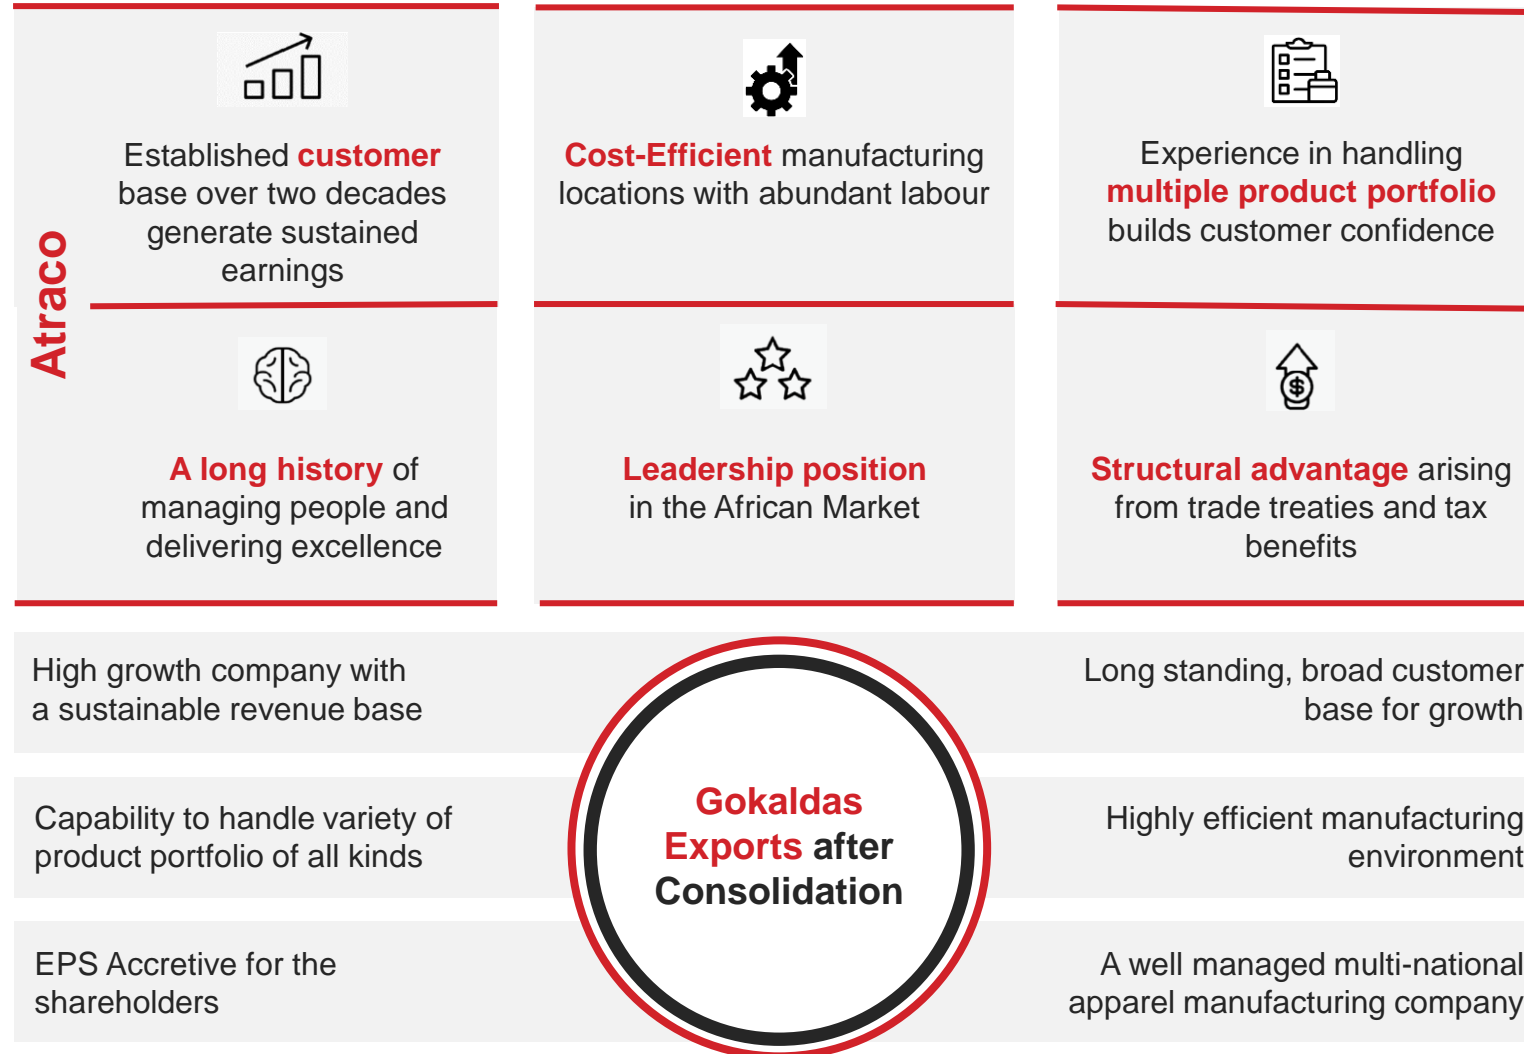 Atraco
Established customer
base over two decades
generate sustained
earnings
Cost-Efficient manufacturing
locations with abundant labour
Experience in handling
multiple product portfolio
builds customer confidence
A long history of
managing people and
delivering excellence
Leadership position
in the African Market
$
Structural advantage arising
from trade treaties and tax
benefits
High growth company with
a sustainable revenue base
Capability to handle variety of
product portfolio of all kinds
EPS Accretive for the
shareholders
Gokaldas
Exports after
Consolidation
Long standing, broad customer
base for growth
Highly efficient manufacturing
environment
A well managed multi-national
apparel manufacturing company